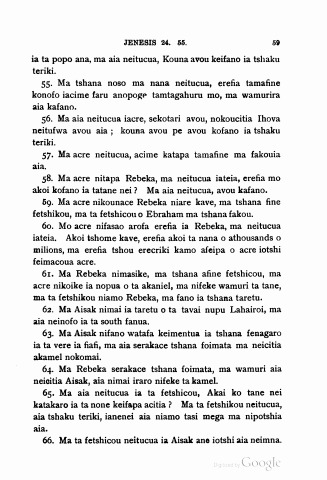 JENESIS 24. 55. 59
ia ta popo ana, ma aia neitucua, Kouna avou keifano ia tshaku
teriki.
55. Ma tshana noso ma nana neitucua, erefia tamafine
konofo iacime faru anopoge tamtagahuru mo, ma wamurira
aia kafano.
56. Ma aia neitucua iacre, sekotari avou, nokoucitia Ihova
neitufwa avou aia; kouna avou pe avou kofano ia tshaku
teriki.
57. Ma acre neitucua, acime katapa tamafine ma fakouia
aia.
58. Ma acre nitapa Rebeka, ma neitucua iateia, erefia mo
akoi kofano ia tatane nei? Ma aia neitucua, avou kafano.
59. Ma acre nikounace Rebeka niare kave, ma tshana fine
fetshikou, ma ta fetshicou o Ebraham ma tshana fakou.
60. Mo acre nifasao arofa erefia ia Rebeka, ma neitucua
iateia. Akoi tshome kave, erefia akoi ta nana o athousands o
milions, ma erefia tshou erecriki kamo afeipa o acre iotshi
feimacoua acre.
61. Ma Rebeka nimasike, ma tshana afine fetshicou, ma
acre nikoike ia nopua o ta akaniel, ma nifeke wamuri ta tane,
ma ta fetshikou niamo Rebeka, ma fano ia tshana taretu.
62. Ma Aisak nimai ia taretu o ta tavai nupu Lahairoi, ma
aia neinofo ia ta south fanua.
63. Ma Aisak nifano watafa keimentua ia tshana fenagaro
ia ta vere ia fiafi, ma aia serakace tshana foimata ma neicitia
akamel nokomai.
64. Ma Rebeka serakace tshana foimata, ma wamuri aia
neicitia Aisak, aia nimai iraro nifeke ta kamel.
65. Ma aia neitucua ia ta fetshicou, Akai ko tane nei
katakaro ia ta none keifapa acitia? Ma ta fetshikou neitucua,
aia tshaku teriki, ianenei aia niamo tasi mega ma nipotshia
aia.
66. Ma ta fetshicou neitucua ia Aisak ane iotshi aia neimna.
Digitized by Google